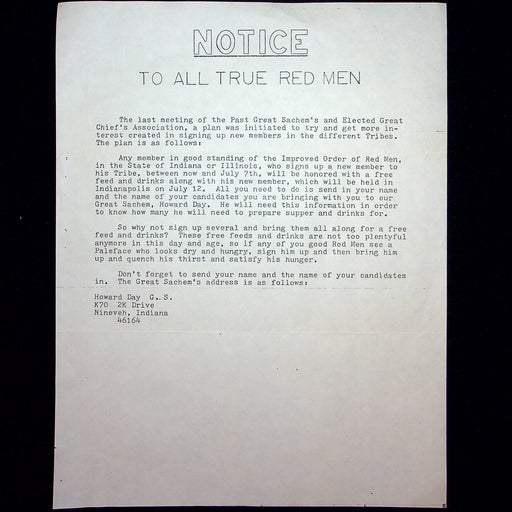 NOTICE
TO ALL TRUE RED MEN
The last meeting of the Past Great Sachem's and Elected Great
Chief's Association, a plan was initiated to try and get more in-
terest created in signing up new members in the different Tribes.
The plan is as follows:
Any member in good standing of the Improved Order of Red Men,
in the State of Indiana or Illinois, who signs up a new member to
his Tribe, between now and July 7th, will be honored with a free
feed and drinks along with his new member, which will be held in
Indianapolis on July 12. All you need to do is send in your name
and the name of your candidates you are bringing with you to our
Great Sachem, Howard Day. He will need this information in order
to know how many he will need to prepare supper and drinks for.
So why not sign up several and bring them all along for a free
feed and drinks? These free feeds and drinks are not too plentyful
anymore in this day and age, so if any of you good Red Men see a
Paleface who looks dry and hungry, sign him up and then bring him
up and quench his thirst and satisfy his hunger.
Don't forget to send your name and the name of your candidates
in. The Great Sachem's address is as follows:
Howard Day G.S.
K70 2K Drive
Nineveh, Indiana
46164